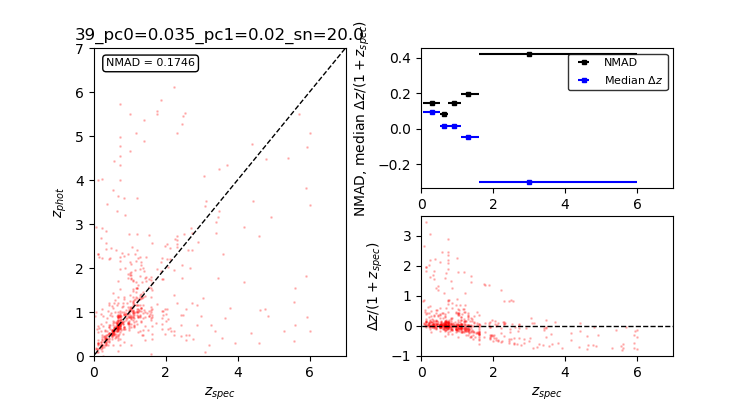 39_pc0=0.035_pc1=0.02_sn=20.0
NMAD = 0.1746
7
6
5
4
3
2
1
0
z_phot
0 2 4 6
z_spec
NMAD, median Δz/(1 + z_spec)
0.4
0.2
0.0
−0.2
NMAD
Median Δz
0 2 4 6
Δz/(1 + z_spec)
3
2
1
0
−1
0 2 4 6
z_spec